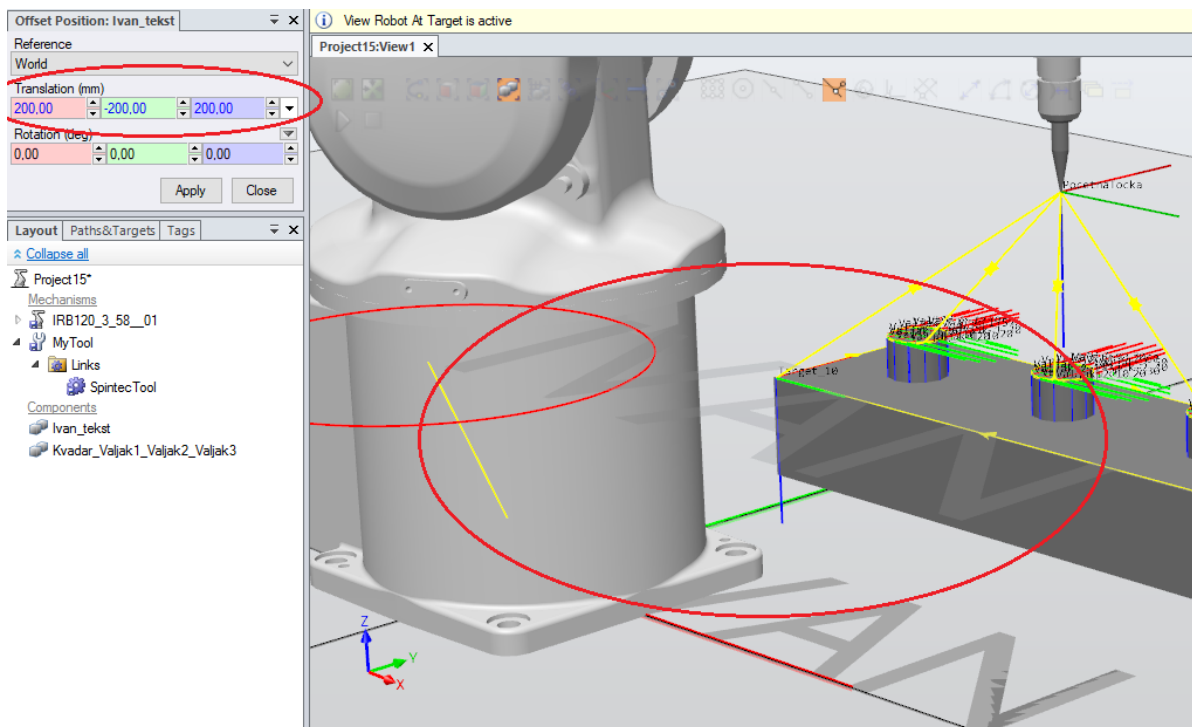 Offset Position: Ivan_tekst
Reference
World
Translation (mm)
200,00 -200,00 200,00
Rotation (deg)
0,00 0,00 0,00
Apply Close
Layout Paths&Targets Tags
Collapse all
Project15*
Mechanisms
IRB120_3_58__01
MyTool
Links
SpintecTool
Components
Ivan_tekst
Kvadar_Valjak1_Valjak2_Valjak3
View Robot At Target is active
Project15:View1
Pocetnatocka
Target_10
Z
Y
X